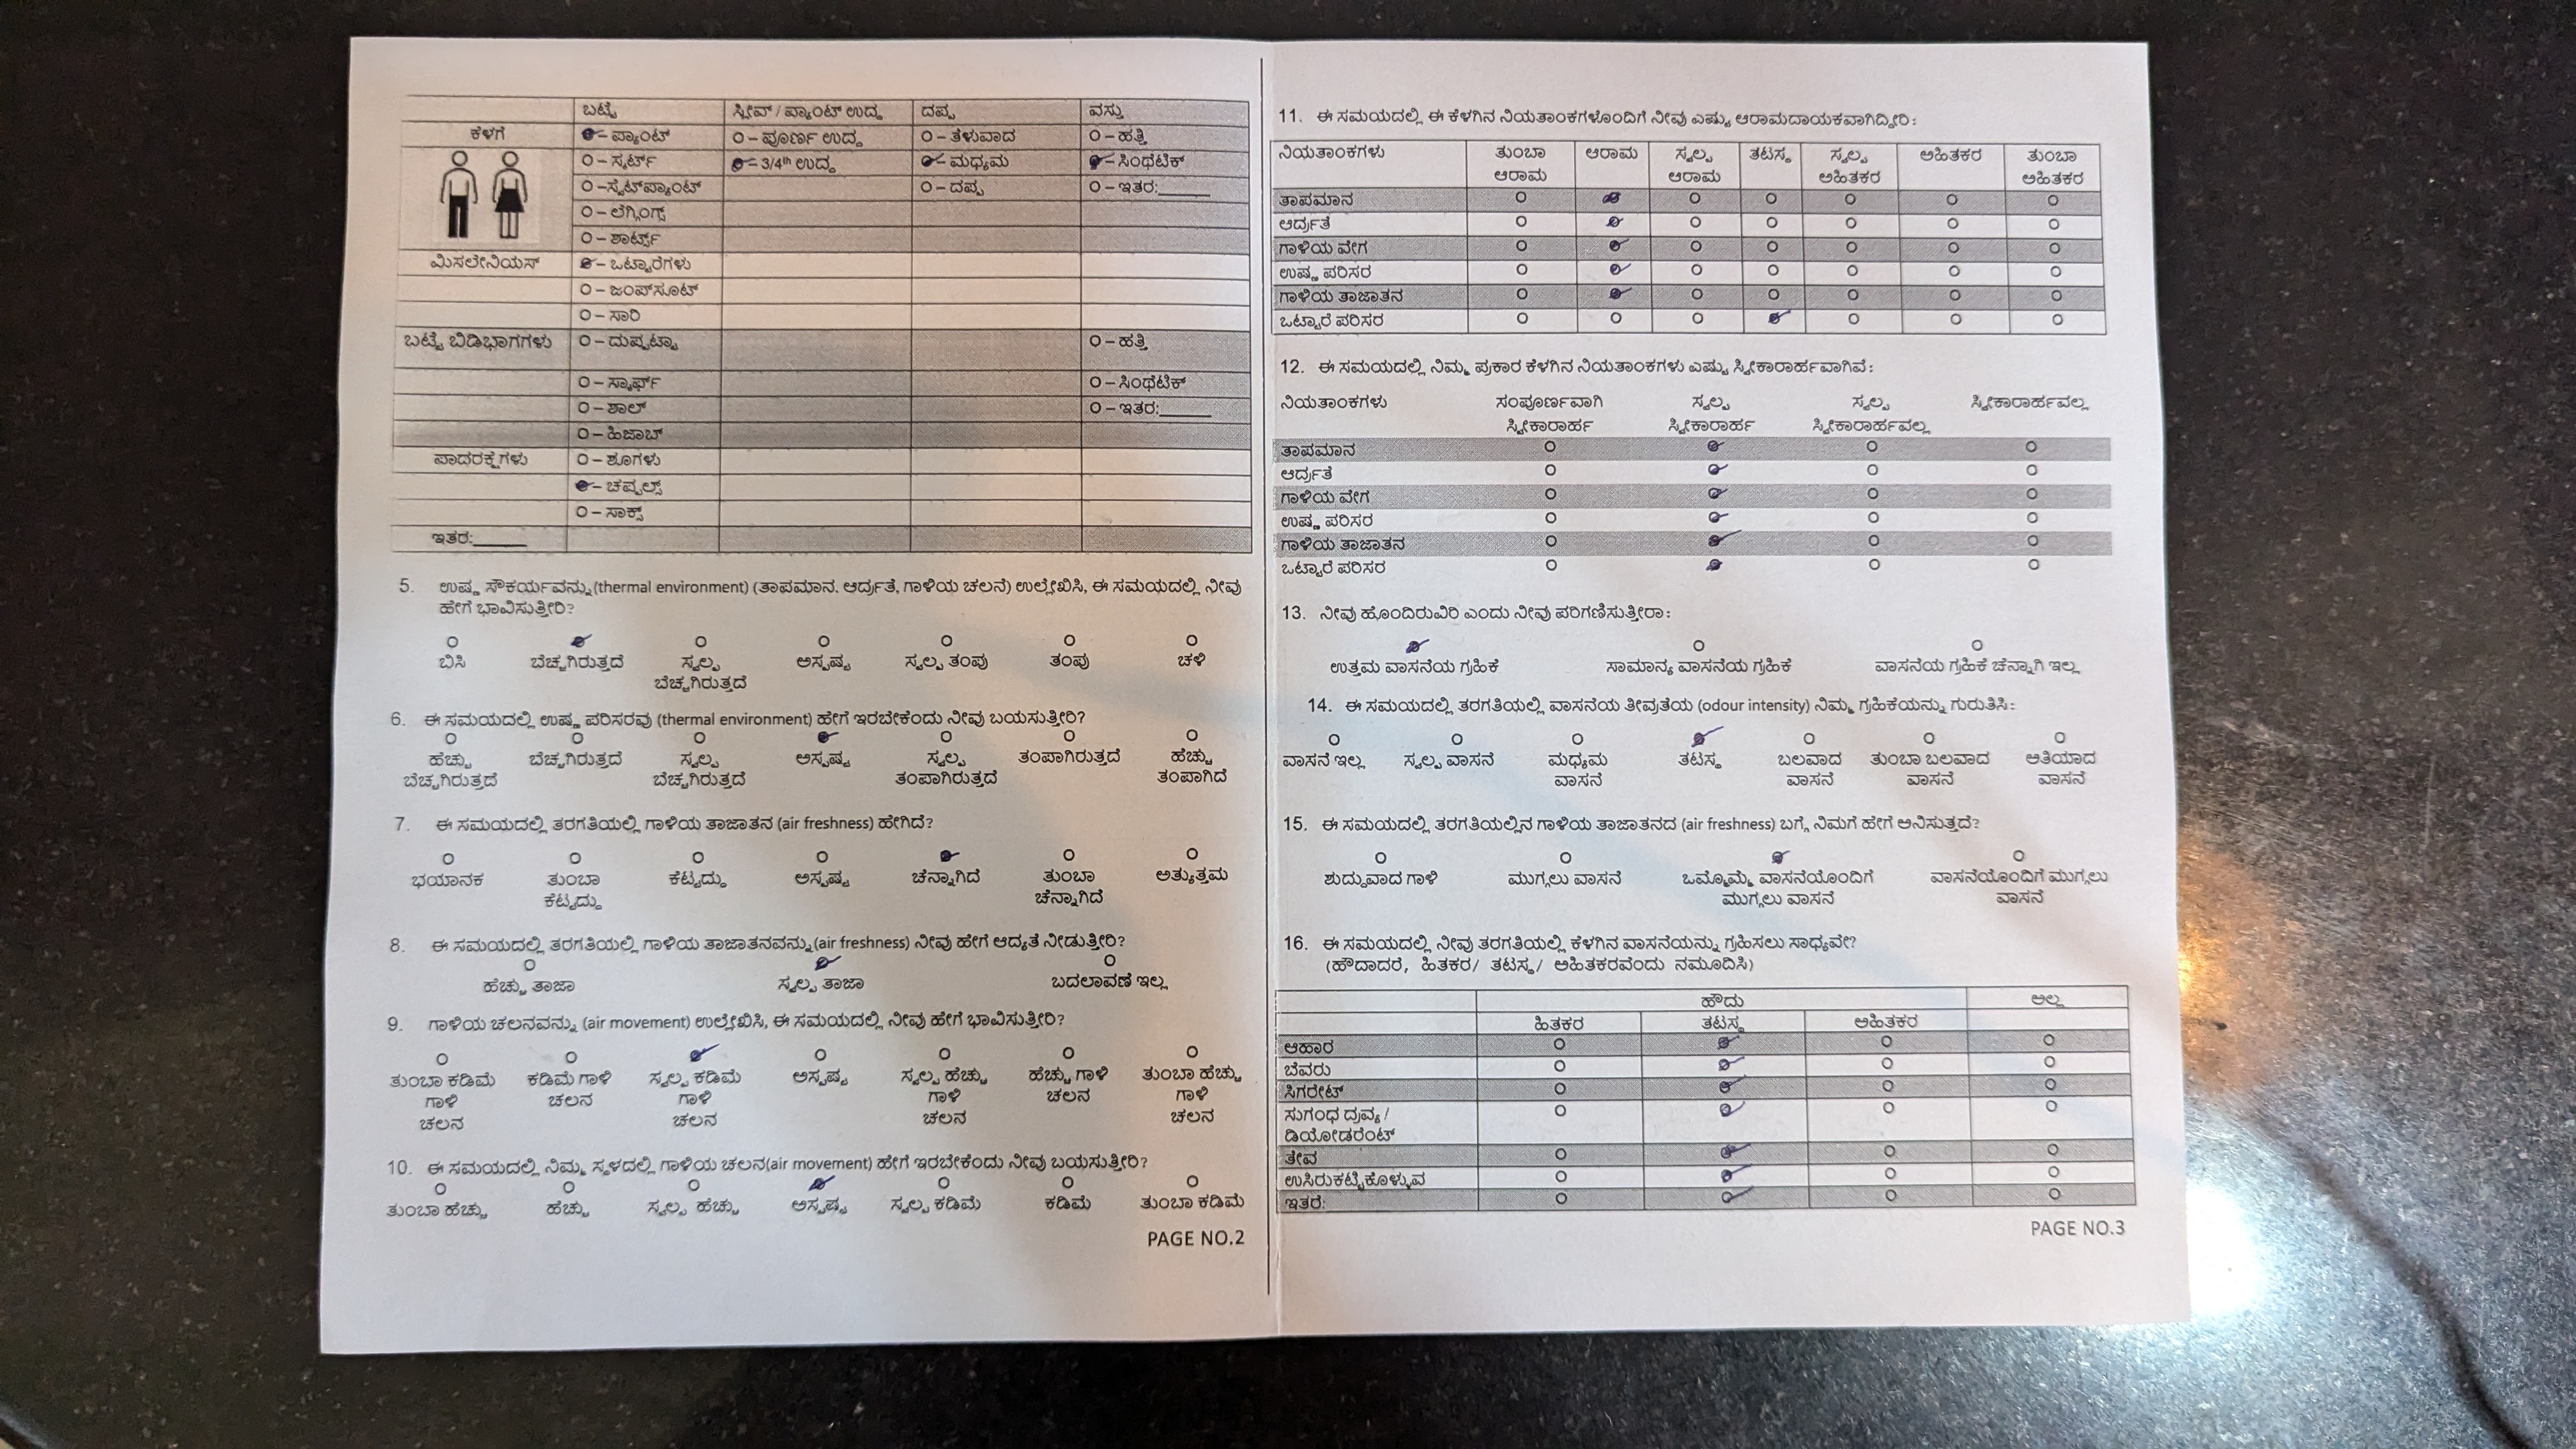 ಬಟ್ಟೆ ಸ್ಲೀವ್ / ಪ್ಯಾಂಟ್ ಉದ್ದ ದಪ್ಪ ವಸ್ತು
ಕೆಳಗೆ O – ಪ್ಯಾಂಟ್ O – ಪೂರ್ಣ ಉದ್ದ O – ತೆಳುವಾದ O – ಹತ್ತಿ
O – ಸ್ಕರ್ಟ್ O – 3/4th ಉದ್ದ O – ಮಧ್ಯಮ O – ಸಿಂಥೆಟಿಕ್
O –ಸ್ವೆಟ್‌ಪ್ಯಾಂಟ್ O – ದಪ್ಪ O – ಇತರ:______
O – ಲೆಗ್ಗಿಂಗ್ಸ್
O – ಶಾರ್ಟ್ಸ್
ಮಿಸಲೇನಿಯಸ್ O – ಒಟ್ಟಾರೆಗಳು
O – ಜಂಪ್‌ಸೂಟ್
O – ಸಾರಿ
ಬಟ್ಟೆ ಬಿಡಿಭಾಗಗಳು O – ದುಪ್ಪಟ್ಟಾ O – ಹತ್ತಿ
O – ಸ್ಕಾರ್ಫ್ O – ಸಿಂಥೆಟಿಕ್
O – ಶಾಲ್ O – ಇತರ:______
O – ಹಿಜಾಬ್
ಪಾದರಕ್ಷೆಗಳು O – ಶೂಗಳು
O – ಚಪ್ಪಲ್ಸ್
O – ಸಾಕ್ಸ್
ಇತರ:______
5. ಉಷ್ಣ ಸೌಕರ್ಯವನ್ನು (thermal environment) (ತಾಪಮಾನ. ಆರ್ದ್ರತೆ, ಗಾಳಿಯ ಚಲನೆ) ಉಲ್ಲೇಖಿಸಿ, ಈ ಸಮಯದಲ್ಲಿ ನೀವು
ಹೇಗೆ ಭಾವಿಸುತ್ತೀರಿ?
ಬಿಸಿ ಬೆಚ್ಚಗಿರುತ್ತದೆ ಸ್ವಲ್ಪ ಅಸ್ಪಷ್ಟ ಸ್ವಲ್ಪ ತಂಪು ತಂಪು ಚಳಿ
ಬೆಚ್ಚಗಿರುತ್ತದೆ
6. ಈ ಸಮಯದಲ್ಲಿ ಉಷ್ಣ ಪರಿಸರವು (thermal environment) ಹೇಗೆ ಇರಬೇಕೆಂದು ನೀವು ಬಯಸುತ್ತೀರಿ?
ಹೆಚ್ಚು ಬೆಚ್ಚಗಿರುತ್ತದೆ ಸ್ವಲ್ಪ ಅಸ್ಪಷ್ಟ ಸ್ವಲ್ಪ ತಂಪಾಗಿರುತ್ತದೆ ಹೆಚ್ಚು
ಬೆಚ್ಚಗಿರುತ್ತದೆ ಬೆಚ್ಚಗಿರುತ್ತದೆ ತಂಪಾಗಿರುತ್ತದೆ ತಂಪಾಗಿದೆ
7. ಈ ಸಮಯದಲ್ಲಿ ತರಗತಿಯಲ್ಲಿ ಗಾಳಿಯ ತಾಜಾತನ (air freshness) ಹೇಗಿದೆ?
ಭಯಾನಕ ತುಂಬಾ ಕೆಟ್ಟದ್ದು ಅಸ್ಪಷ್ಟ ಚೆನ್ನಾಗಿದೆ ತುಂಬಾ ಅತ್ಯುತ್ತಮ
ಕೆಟ್ಟದ್ದು ಚೆನ್ನಾಗಿದೆ
8. ಈ ಸಮಯದಲ್ಲಿ ತರಗತಿಯಲ್ಲಿ ಗಾಳಿಯ ತಾಜಾತನವನ್ನು (air freshness) ನೀವು ಹೇಗೆ ಆದ್ಯತೆ ನೀಡುತ್ತೀರಿ?
ಹೆಚ್ಚು ತಾಜಾ ಸ್ವಲ್ಪ ತಾಜಾ ಬದಲಾವಣೆ ಇಲ್ಲ
9. ಗಾಳಿಯ ಚಲನವನ್ನು (air movement) ಉಲ್ಲೇಖಿಸಿ, ಈ ಸಮಯದಲ್ಲಿ ನೀವು ಹೇಗೆ ಭಾವಿಸುತ್ತೀರಿ?
ತುಂಬಾ ಕಡಿಮೆ ಕಡಿಮೆ ಗಾಳಿ ಸ್ವಲ್ಪ ಕಡಿಮೆ ಅಸ್ಪಷ್ಟ ಸ್ವಲ್ಪ ಹೆಚ್ಚು ಹೆಚ್ಚು ಗಾಳಿ ತುಂಬಾ ಹೆಚ್ಚು
ಗಾಳಿ ಚಲನ ಗಾಳಿ ಗಾಳಿ ಚಲನ ಗಾಳಿ
ಚಲನ ಚಲನ ಚಲನ ಚಲನ
10. ಈ ಸಮಯದಲ್ಲಿ ನಿಮ್ಮ ಸ್ಥಳದಲ್ಲಿ ಗಾಳಿಯ ಚಲನ(air movement) ಹೇಗೆ ಇರಬೇಕೆಂದು ನೀವು ಬಯಸುತ್ತೀರಿ?
ತುಂಬಾ ಹೆಚ್ಚು ಹೆಚ್ಚು ಸ್ವಲ್ಪ ಹೆಚ್ಚು ಅಸ್ಪಷ್ಟ ಸ್ವಲ್ಪ ಕಡಿಮೆ ಕಡಿಮೆ ತುಂಬಾ ಕಡಿಮೆ
PAGE NO.2
11. ಈ ಸಮಯದಲ್ಲಿ ಈ ಕೆಳಗಿನ ನಿಯತಾಂಕಗಳೊಂದಿಗೆ ನೀವು ಎಷ್ಟು ಆರಾಮದಾಯಕವಾಗಿದ್ದೀರಿ:
ನಿಯತಾಂಕಗಳು ತುಂಬಾ ಆರಾಮ ಸ್ವಲ್ಪ ತಟಸ್ಥ ಸ್ವಲ್ಪ ಅಹಿತಕರ ತುಂಬಾ
ಆರಾಮ ಆರಾಮ ಅಹಿತಕರ ಅಹಿತಕರ
ತಾಪಮಾನ
ಆರ್ದ್ರತೆ
ಗಾಳಿಯ ವೇಗ
ಉಷ್ಣ ಪರಿಸರ
ಗಾಳಿಯ ತಾಜಾತನ
ಒಟ್ಟಾರೆ ಪರಿಸರ
12. ಈ ಸಮಯದಲ್ಲಿ ನಿಮ್ಮ ಪ್ರಕಾರ ಕೆಳಗಿನ ನಿಯತಾಂಕಗಳು ಎಷ್ಟು ಸ್ವೀಕಾರಾರ್ಹವಾಗಿವೆ:
ನಿಯತಾಂಕಗಳು ಸಂಪೂರ್ಣವಾಗಿ ಸ್ವಲ್ಪ ಸ್ವಲ್ಪ ಸ್ವೀಕಾರಾರ್ಹವಲ್ಲ
ಸ್ವೀಕಾರಾರ್ಹ ಸ್ವೀಕಾರಾರ್ಹ ಸ್ವೀಕಾರಾರ್ಹವಲ್ಲ
ತಾಪಮಾನ
ಆರ್ದ್ರತೆ
ಗಾಳಿಯ ವೇಗ
ಉಷ್ಣ ಪರಿಸರ
ಗಾಳಿಯ ತಾಜಾತನ
ಒಟ್ಟಾರೆ ಪರಿಸರ
13. ನೀವು ಹೊಂದಿರುವಿರಿ ಎಂದು ನೀವು ಪರಿಗಣಿಸುತ್ತೀರಾ:
ಉತ್ತಮ ವಾಸನೆಯ ಗ್ರಹಿಕೆ ಸಾಮಾನ್ಯ ವಾಸನೆಯ ಗ್ರಹಿಕೆ ವಾಸನೆಯ ಗ್ರಹಿಕೆ ಚೆನ್ನಾಗಿ ಇಲ್ಲ
14. ಈ ಸಮಯದಲ್ಲಿ ತರಗತಿಯಲ್ಲಿ ವಾಸನೆಯ ತೀವ್ರತೆಯ (odour intensity) ನಿಮ್ಮ ಗ್ರಹಿಕೆಯನ್ನು ಗುರುತಿಸಿ:
ವಾಸನೆ ಇಲ್ಲ ಸ್ವಲ್ಪ ವಾಸನೆ ಮಧ್ಯಮ ತಟಸ್ಥ ಬಲವಾದ ತುಂಬಾ ಬಲವಾದ ಅತಿಯಾದ
ವಾಸನೆ ವಾಸನೆ ವಾಸನೆ ವಾಸನೆ
15. ಈ ಸಮಯದಲ್ಲಿ ತರಗತಿಯಲ್ಲಿನ ಗಾಳಿಯ ತಾಜಾತನದ (air freshness) ಬಗ್ಗೆ ನಿಮಗೆ ಹೇಗೆ ಅನಿಸುತ್ತದೆ?
ಶುದ್ಧವಾದ ಗಾಳಿ ಮುಗ್ಗಲು ವಾಸನೆ ಒಮ್ಮೊಮ್ಮೆ ವಾಸನೆಯೊಂದಿಗೆ ವಾಸನೆಯೊಂದಿಗೆ ಮುಗ್ಗಲು
ಮುಗ್ಗಲು ವಾಸನೆ ವಾಸನೆ
16. ಈ ಸಮಯದಲ್ಲಿ ನೀವು ತರಗತಿಯಲ್ಲಿ ಕೆಳಗಿನ ವಾಸನೆಯನ್ನು ಗ್ರಹಿಸಲು ಸಾಧ್ಯವೇ?
(ಹೌದಾದರೆ, ಹಿತಕರ/ ತಟಸ್ಥ/ ಅಹಿತಕರವೆಂದು ನಮೂದಿಸಿ)
ಹೌದು ಅಲ್ಲ
ಹಿತಕರ ತಟಸ್ಥ ಅಹಿತಕರ
ಆಹಾರ
ಬೆವರು
ಸಿಗರೇಟ್
ಸುಗಂಧ ದ್ರವ್ಯ /
ಡಿಯೋಡರೆಂಟ್
ತೇವ
ಉಸಿರುಕಟ್ಟಿಕೊಳ್ಳುವ
ಇತರೆ:
PAGE NO.3